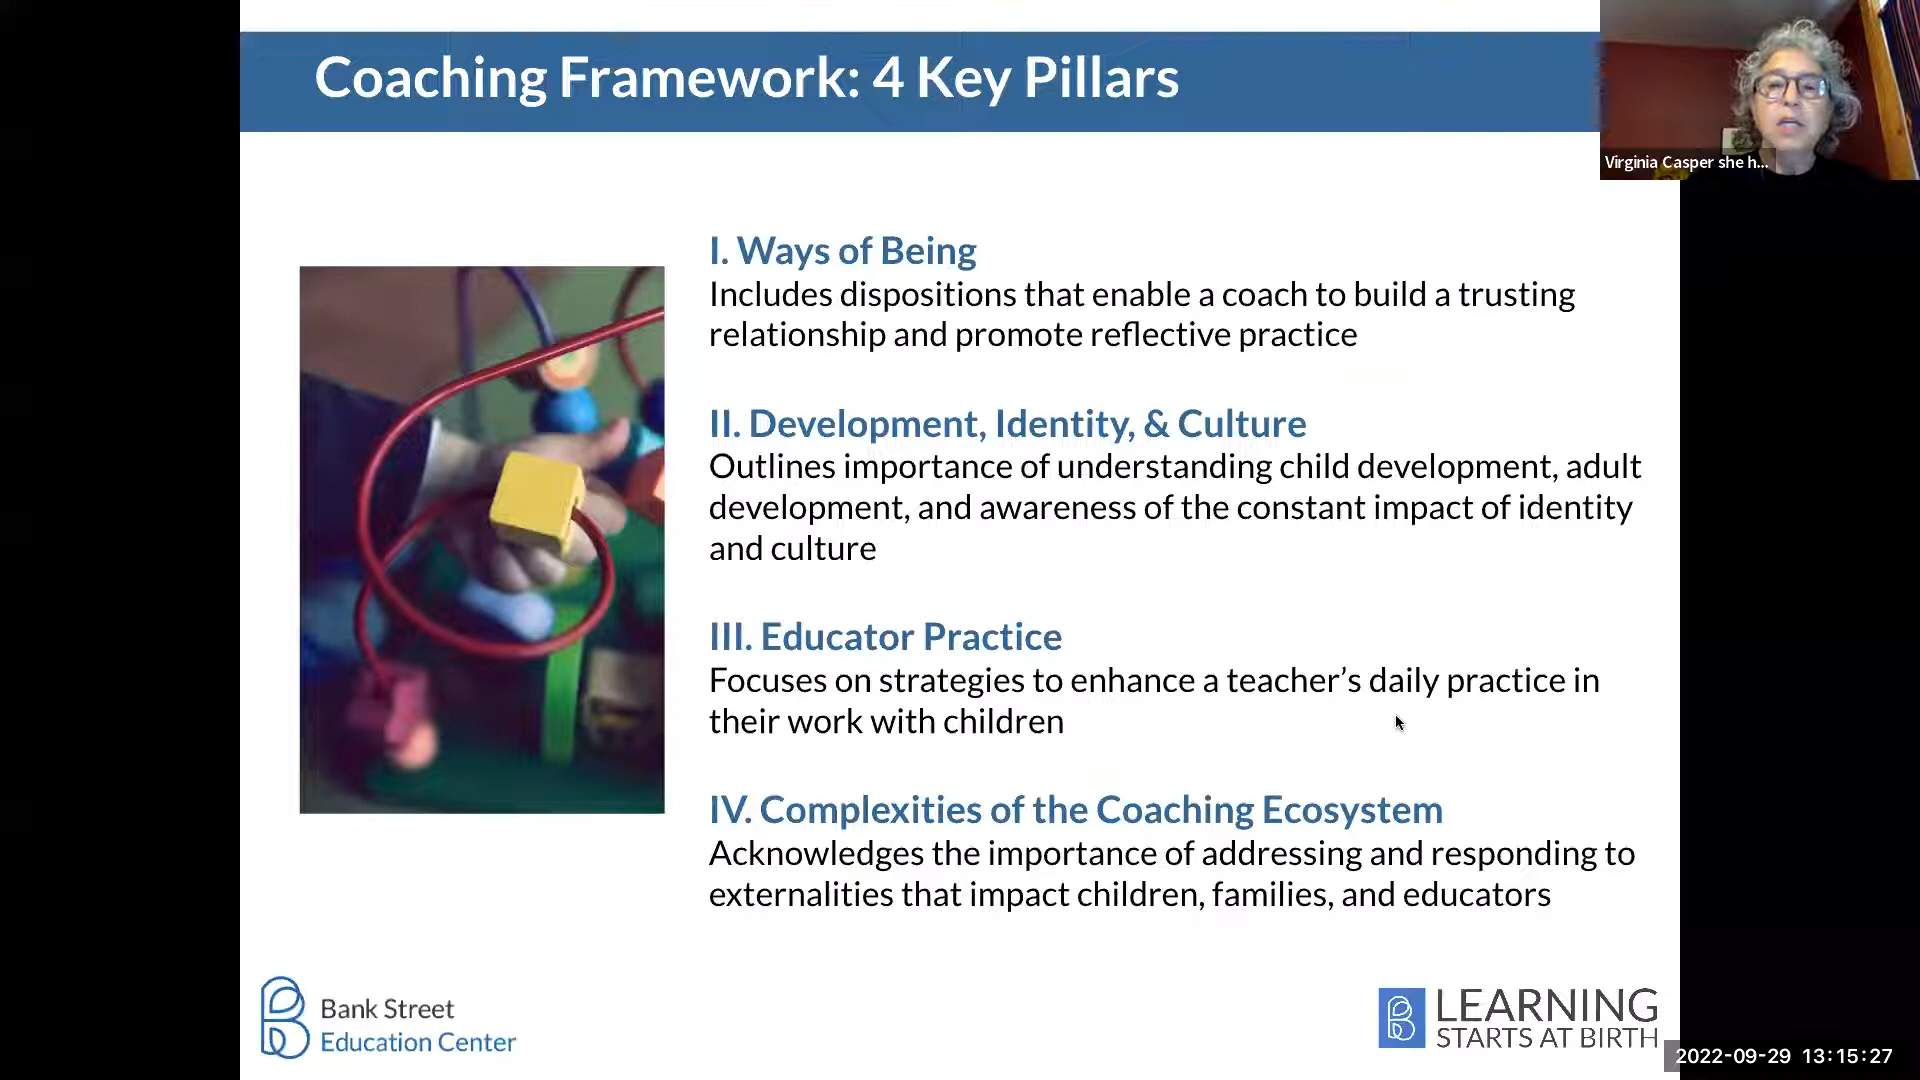 Coaching Framework: 4 Key Pillars
Virginia Casper she h...
I. Ways of Being
Includes dispositions that enable a coach to build a trusting
relationship and promote reflective practice
II. Development, Identity, & Culture
Outlines importance of understanding child development, adult
development, and awareness of the constant impact of identity
and culture
III. Educator Practice
Focuses on strategies to enhance a teacher’s daily practice in
their work with children
IV. Complexities of the Coaching Ecosystem
Acknowledges the importance of addressing and responding to
externalities that impact children, families, and educators
Bank Street
Education Center
LEARNING
STARTS AT BIRTH
2022-09-29 13:15:27